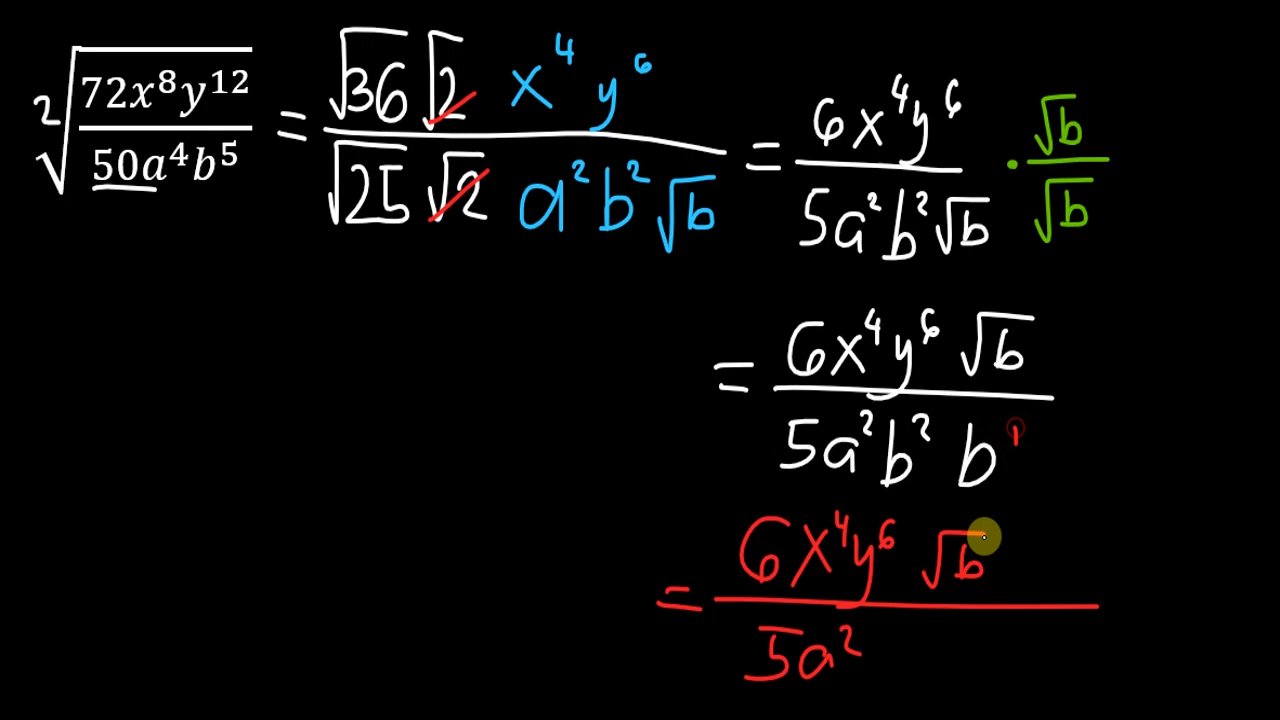 ²√(72x⁸y¹²/50a⁴b⁵) = √36 √2 x⁴ y⁶ / √25 √2 a² b² √b = 6x⁴y⁶ / 5a²b²√b · √b / √b
= 6x⁴y⁶ √b / 5a²b² b¹
= 6x⁴y⁶ √b / 5a²